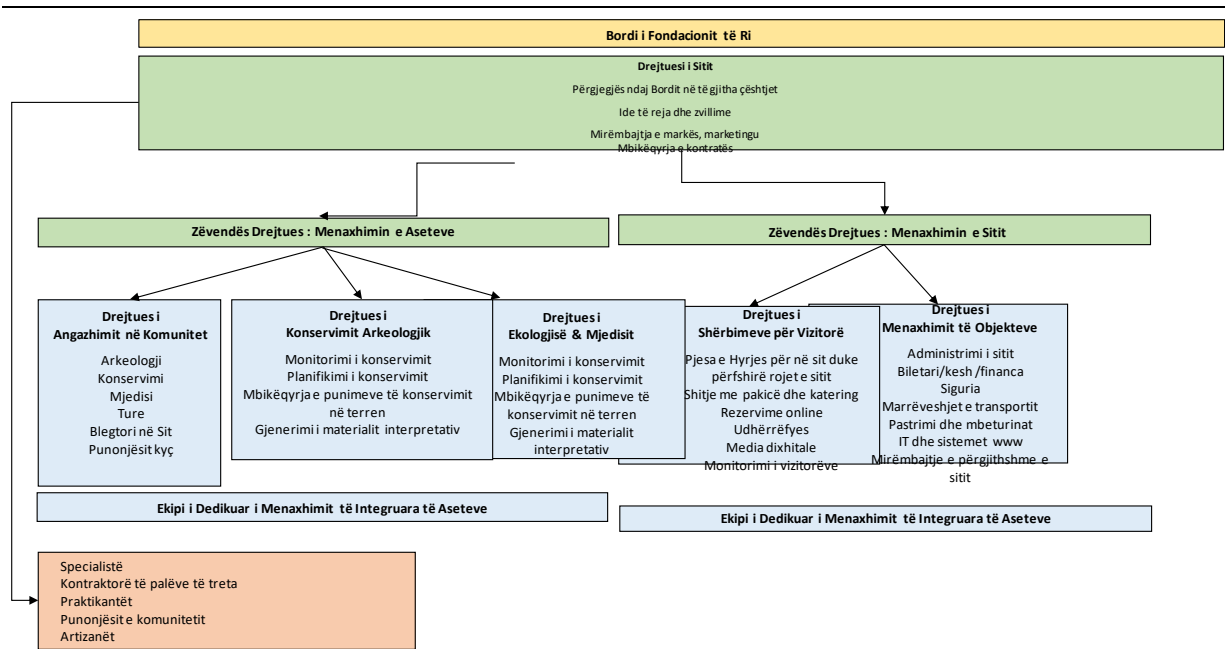 Bordi i Fondacionit të Ri
Drejtuesi i Sitit
Përgjegjës ndaj Bordit në të gjitha çështjet
Ide të reja dhe zvillime
Mirëmbajtja e markës, marketingu
Mbikëqyrja e kontratës
Zëvendës Drejtues : Menaxhimin e Aseteve
Zëvendës Drejtues : Menaxhimin e Sitit
Drejtues i
Angazhimit në Komunitet
Arkeologji
Konservimi
Mjedisi
Ture
Blegtori në Sit
Punonjësit kyç
Drejtues i
Konservimit Arkeologjik
Monitorimi i konservimit
Planifikimi i konservimit
Mbikëqyrja e punimeve të konservimit
në terren
Gjenerimi i materialit interpretativ
Drejtues i
Ekologjisë & Mjedisit
Monitorimi i konservimit
Planifikimi i konservimit
Mbikëqyrja e punimeve të
konservimit në terren
Gjenerimi i materialit
interpretativ
Drejtues i
Shërbimeve për Vizitorë
Pjesa e Hyrjes për në sit duke
përfshirë rojet e sitit
Shitje me pakicë dhe katering
Rezervime online
Udhërrëfyes
Media dixhitale
Monitorimi i vizitorëve
Drejtues i
Menaxhimit të Objekteve
Administrimi i sitit
Biletari/kesh /financa
Siguria
Marrëveshjet e transportit
Pastrimi dhe mbeturinat
IT dhe sistemet www
Mirëmbajtje e përgjithshme e
sitit
Ekipi i Dedikuar i Menaxhimit të Integruara të Aseteve
Ekipi i Dedikuar i Menaxhimit të Integruara të Aseteve
Specialistë
Kontraktorë të palëve të treta
Praktikantët
Punonjësit e komunitetit
Artizanët